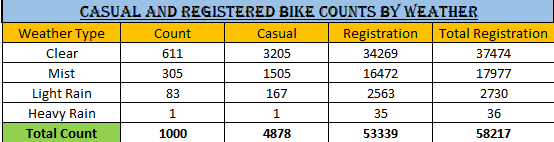 CASUAL AND REGISTERED BIKE COUNTS BY WEATHER
Weather Type Count Casual Registration Total Registration
Clear 611 3205 34269 37474
Mist 305 1505 16472 17977
Light Rain 83 167 2563 2730
Heavy Rain 1 1 35 36
Total Count 1000 4878 53339 58217